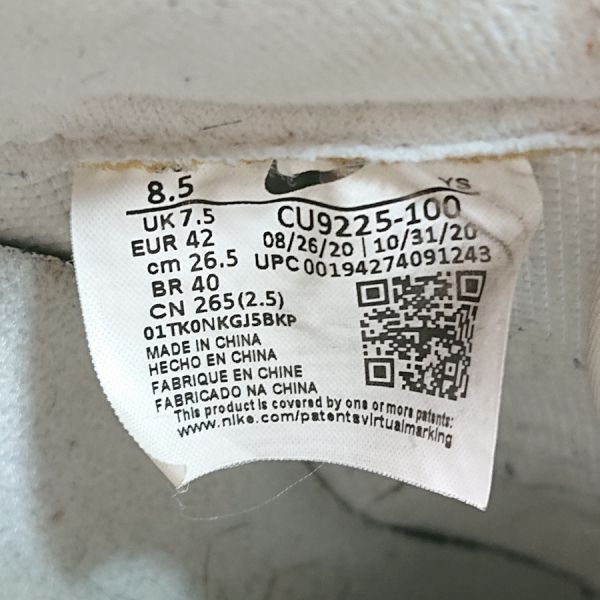 8.5 YS
UK 7.5 CU9225-100
EUR 42 08/26/20 | 10/31/20
cm 26.5 UPC 00194274091243
BR 40
CN 265(2.5)
01TK0NKGJ5BKP
MADE IN CHINA
HECHO EN CHINA
FABRIQUE EN CHINE
FABRICADO NA CHINA
This product is covered by one or more patents:
www.nike.com/patentsvirtualmarking